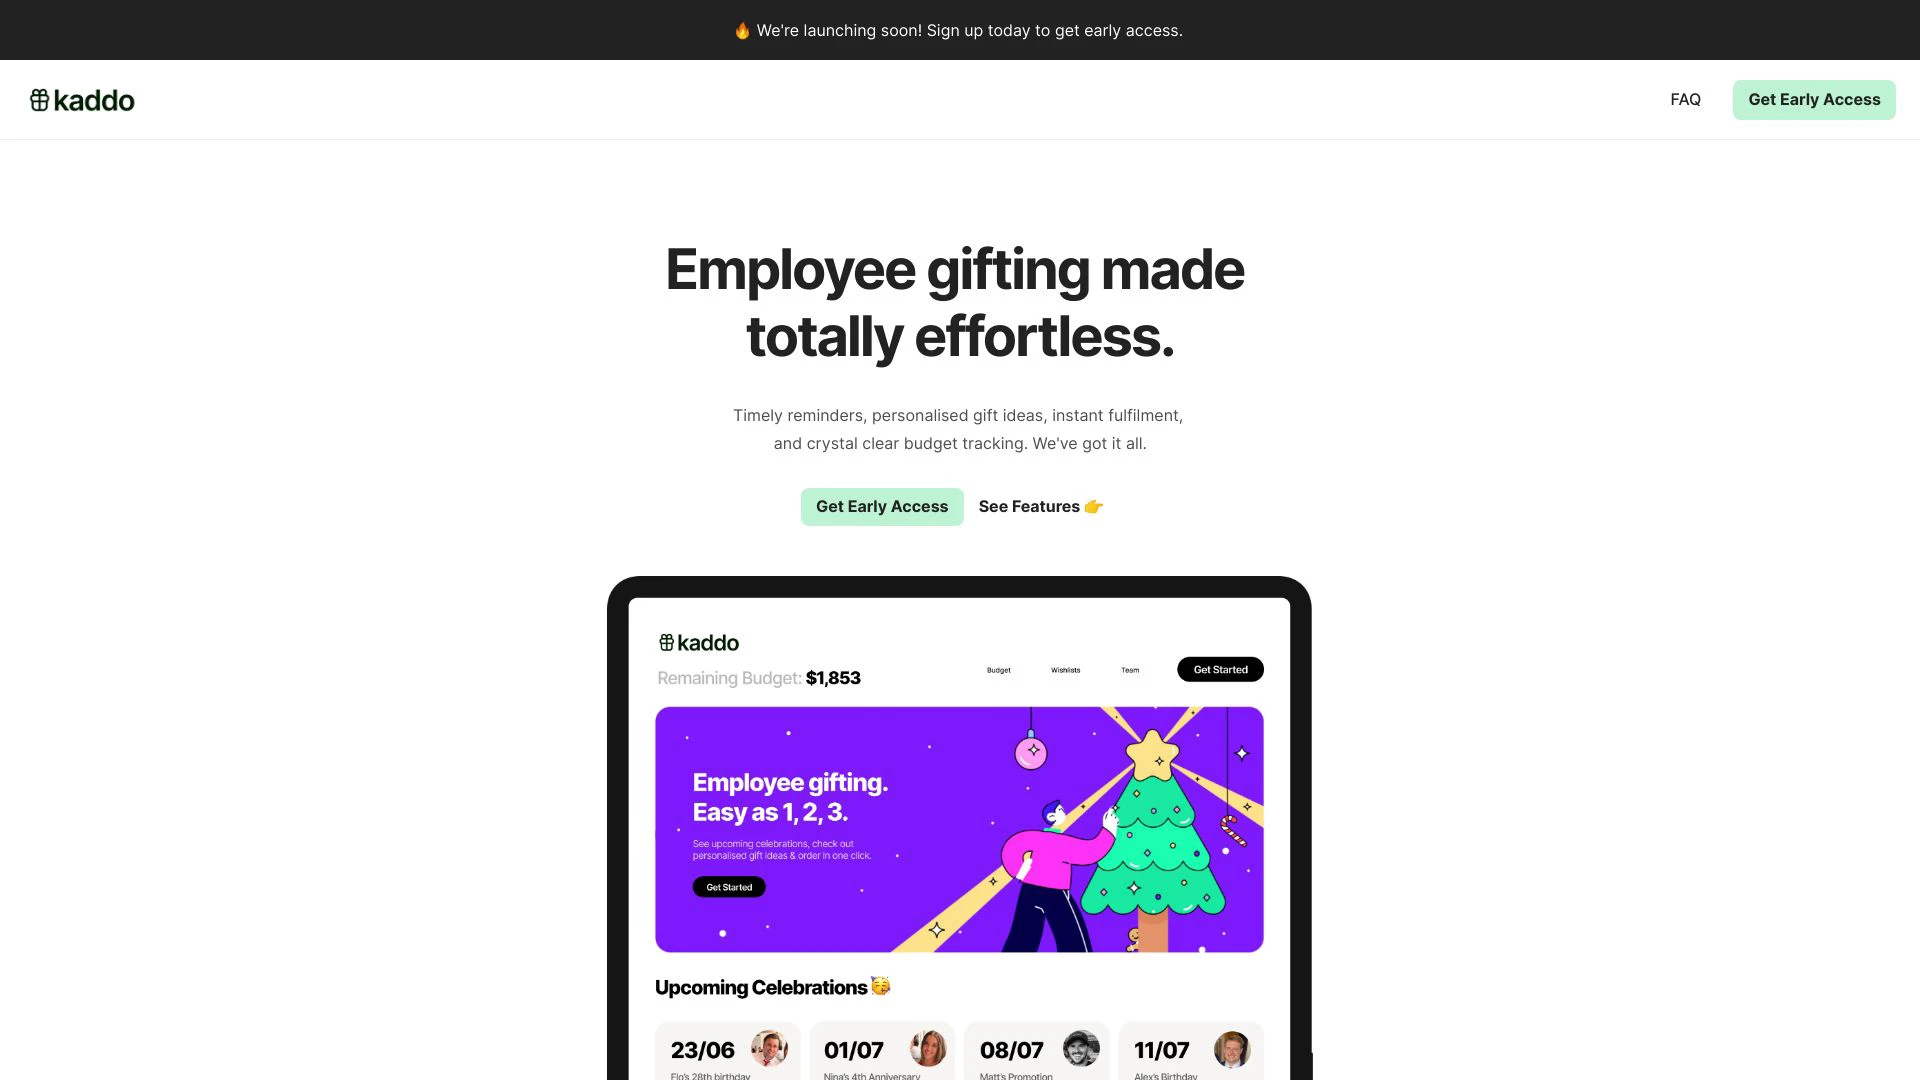 🔥 We're launching soon! Sign up today to get early access.
kaddo
FAQ
Get Early Access
Employee gifting made
totally effortless.
Timely reminders, personalised gift ideas, instant fulfilment,
and crystal clear budget tracking. We've got it all.
Get Early Access
See Features 👉
kaddo
Remaining Budget: $1,853
Budget
Wishlists
Team
Get Started
Employee gifting.
Easy as 1, 2, 3.
See upcoming celebrations, check out
personalised gift ideas & order in one click.
Get Started
Upcoming Celebrations 🥳
23/06
01/07
08/07
11/07
Flo's 28th birthday
Nina's 4th Anniversary
Matt's Promotion
Alex's Birthday